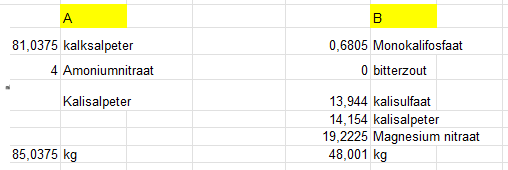 A B
81,0375 kalksalpeter 0,6805 Monokalifosfaat
4 Amoniumnitraat 0 bitterzout
Kalisalpeter 13,944 kalisulfaat
14,154 kalisalpeter
19,2225 Magnesium nitraat
85,0375 kg 48,001 kg